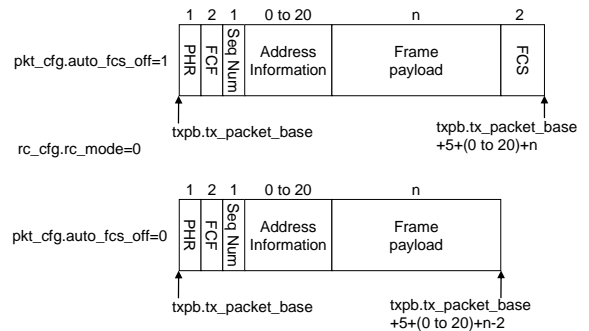 1 2 1 0 to 20 n 2
pkt_cfg.auto_fcs_off=1
PHR FCF Seq Num Address Information Frame payload FCS
txpb.tx_packet_base
txpb.tx_packet_base
+5+(0 to 20)+n
rc_cfg.rc_mode=0
1 2 1 0 to 20 n
pkt_cfg.auto_fcs_off=0
PHR FCF Seq Num Address Information Frame payload
txpb.tx_packet_base
txpb.tx_packet_base
+5+(0 to 20)+n-2